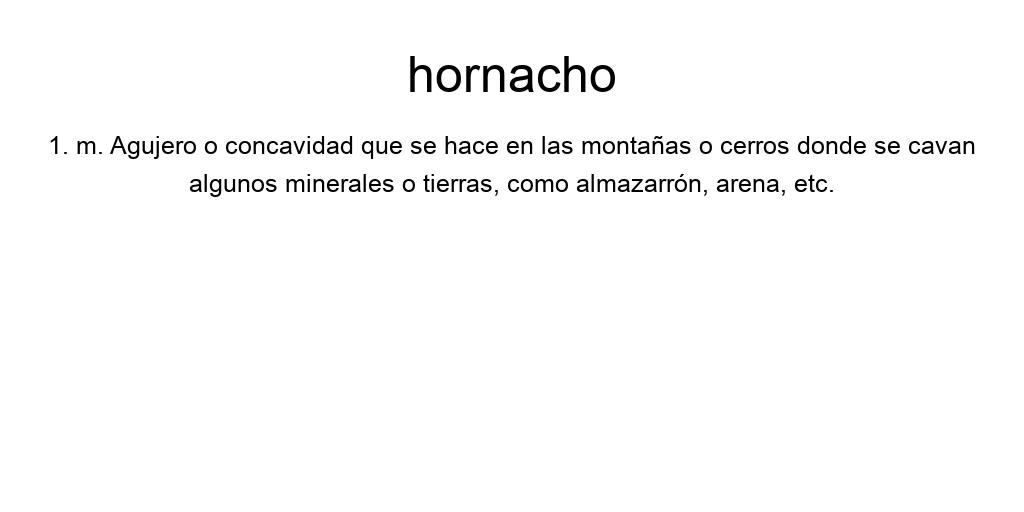 hornacho
1. m. Agujero o concavidad que se hace en las montañas o cerros donde se cavan
algunos minerales o tierras, como almazarrón, arena, etc.